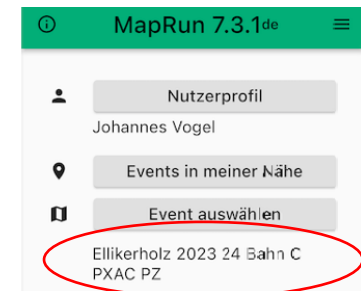 MapRun 7.3.1de
Nutzerprofil
Johannes Vogel
Events in meiner Nähe
Event auswählen
Ellikerholz 2023 24 Bahn C
PXAC PZ